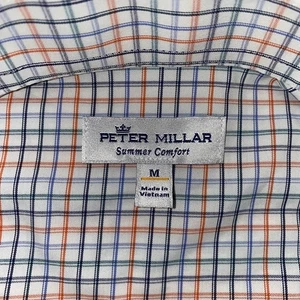 PETER MILLAR
Summer Comfort
M
Made in
Vietnam